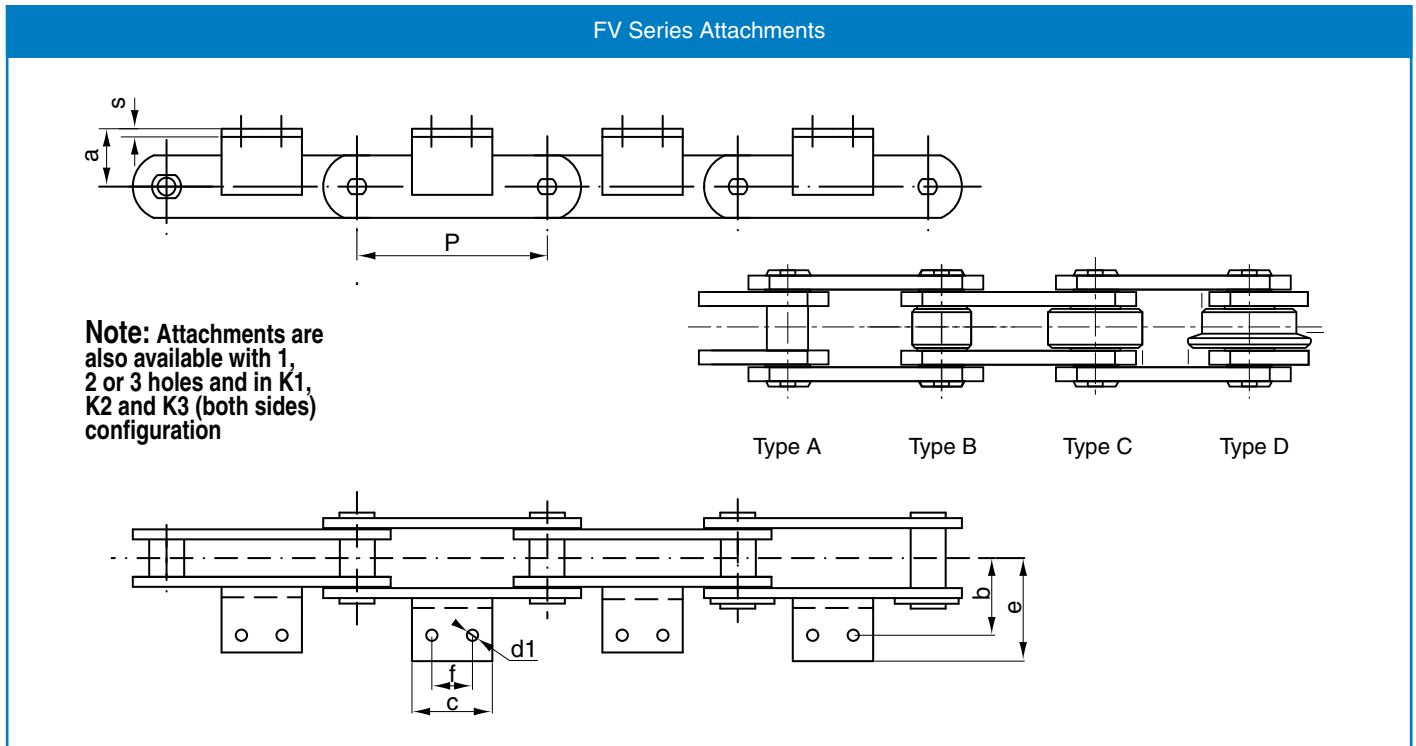 FV Series Attachments
s
a
P
Note: Attachments are
also available with 1,
2 or 3 holes and in K1,
K2 and K3 (both sides)
configuration
Type A Type B Type C Type D
b
e
d1
f
c